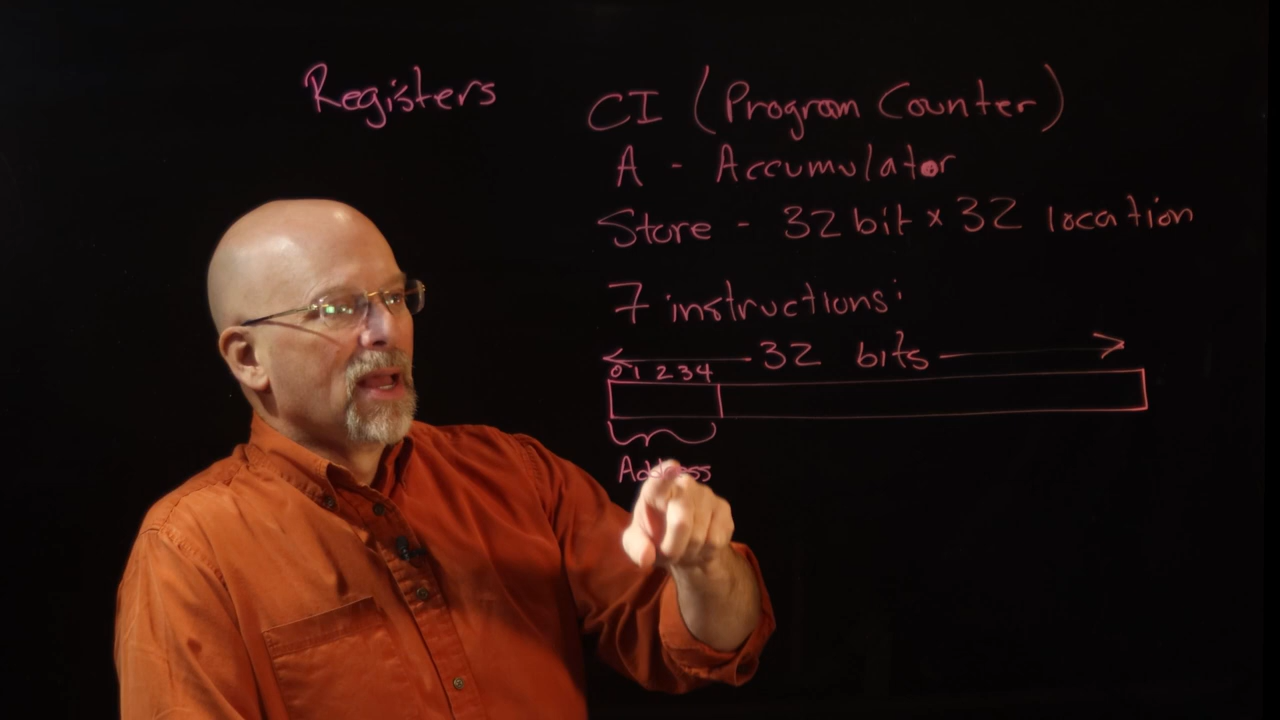 Registers
CI (Program Counter)
A - Accumulator
Store - 32 bit x 32 location
7 instructions:
32 bits
0 1 2 3 4
Address